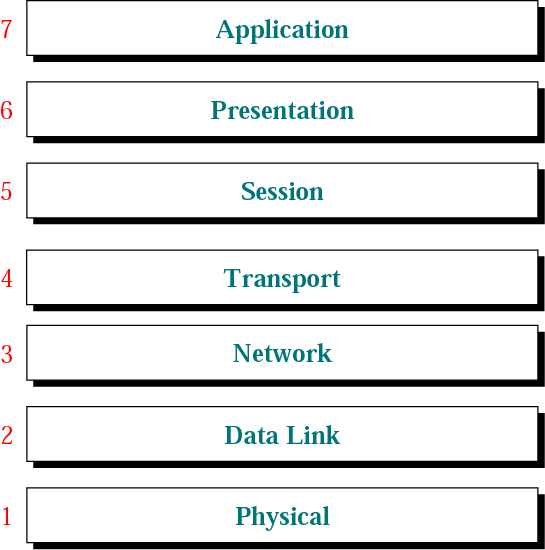 7 Application
6 Presentation
5 Session
4 Transport
3 Network
2 Data Link
1 Physical